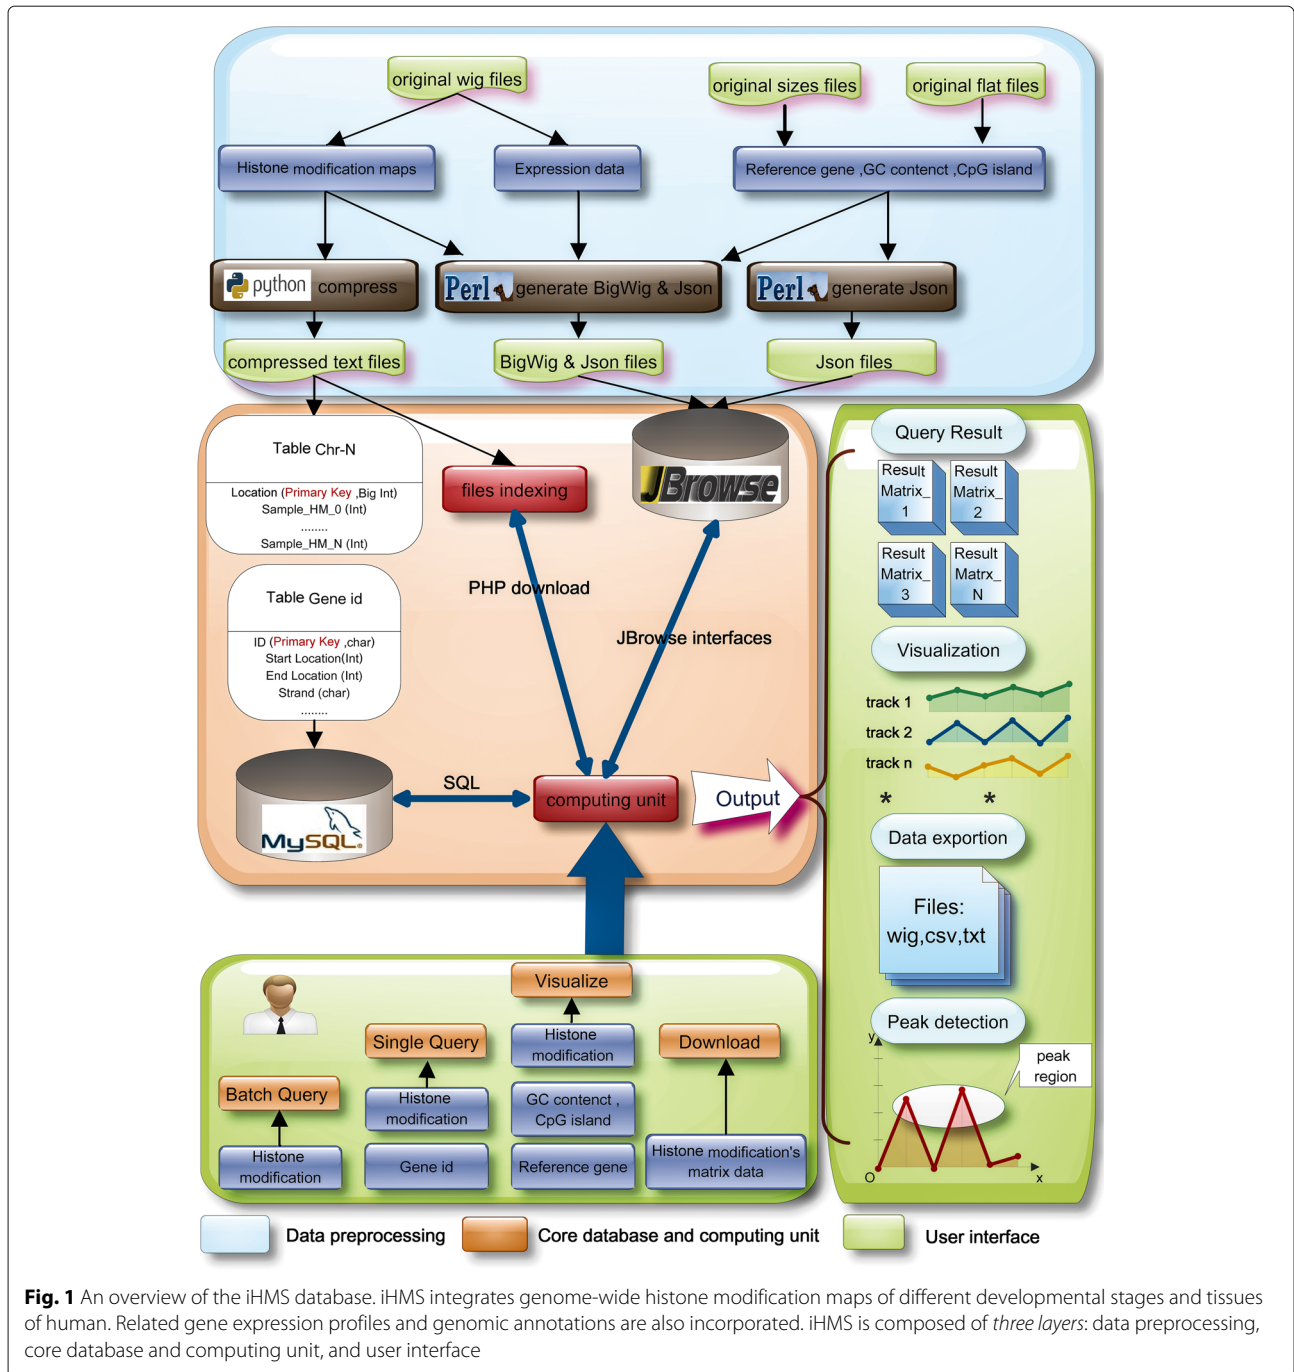 original wig files
original sizes files
original flat files
Histone modification maps
Expression data
Reference gene ,GC contenct ,CpG island
python compress
Perl generate BigWig & Json
Perl generate Json
compressed text files
BigWig & Json files
Json files
Table Chr-N
Location (Primary Key ,Big Int)
Sample_HM_0 (Int)
........
Sample_HM_N (Int)
files indexing
JBrowse
Table Gene id
ID (Primary Key ,char)
Start Location(Int)
End Location (Int)
Strand (char)
........
PHP download
JBrowse interfaces
MySQL®
SQL
computing unit
Output
Query Result
Result
Matrix_
1
Result
Matrix_
2
Result
Matrix_
3
Result
Matrx_
N
Visualization
track 1
track 2
track n
* *
Data exportion
Files:
wig,csv,txt
Peak detection
y
peak
region
O
x
Visualize
Histone
modification
GC contenct ,
CpG island
Reference gene
Single Query
Histone
modification
Gene id
Batch Query
Histone
modification
Download
Histone modification's
matrix data
Data preprocessing
Core database and computing unit
User interface
Fig. 1 An overview of the iHMS database. iHMS integrates genome-wide histone modification maps of different developmental stages and tissues
of human. Related gene expression profiles and genomic annotations are also incorporated. iHMS is composed of three layers: data preprocessing,
core database and computing unit, and user interface